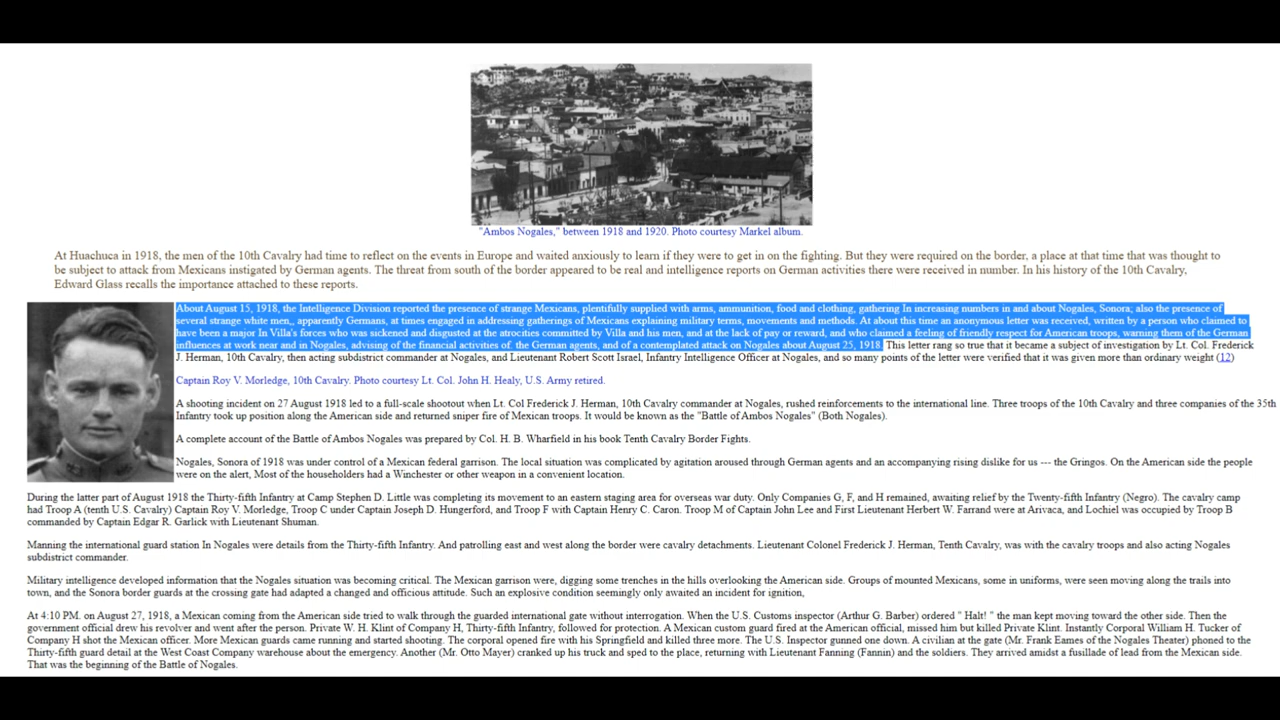 "Ambos Nogales," between 1918 and 1920. Photo courtesy Markel album.
At Huachuca in 1918, the men of the 10th Cavalry had time to reflect on the events in Europe and waited anxiously to learn if they were to get in on the fighting. But they were required on the border, a place at that time that was thought to
be subject to attack from Mexicans instigated by German agents. The threat from south of the border appeared to be real and intelligence reports on German activities there were received in number. In his history of the 10th Cavalry,
Edward Glass recalls the importance attached to these reports.
About August 15, 1918, the Intelligence Division reported the presence of strange Mexicans, plentifully supplied with arms, ammunition, food and clothing, gathering In increasing numbers in and about Nogales, Sonora; also the presence of
several strange white men,, apparently Germans, at times engaged in addressing gatherings of Mexicans explaining military terms, movements and methods. At about this time an anonymous letter was received, written by a person who claimed to
have been a major In Villa's forces who was sickened and disgusted at the atrocities committed by Villa and his men, and at the lack of pay or reward, and who claimed a feeling of friendly respect for American troops, warning them of the German
influences at work near and in Nogales, advising of the financial activities of. the German agents, and of a contemplated attack on Nogales about August 25, 1918. This letter rang so true that it became a subject of investigation by Lt. Col. Frederick
J. Herman, 10th Cavalry, then acting subdistrict commander at Nogales, and Lieutenant Robert Scott Israel, Infantry Intelligence Officer at Nogales, and so many points of the letter were verified that it was given more than ordinary weight (12)
Captain Roy V. Morledge, 10th Cavalry. Photo courtesy Lt. Col. John H. Healy, U.S. Army retired.
A shooting incident on 27 August 1918 led to a full-scale shootout when Lt. Col Frederick J. Herman, 10th Cavalry commander at Nogales, rushed reinforcements to the international line. Three troops of the 10th Cavalry and three companies of the 35th
Infantry took up position along the American side and returned sniper fire of Mexican troops. It would be known as the "Battle of Ambos Nogales" (Both Nogales).
A complete account of the Battle of Ambos Nogales was prepared by Col. H. B. Wharfield in his book Tenth Cavalry Border Fights.
Nogales, Sonora of 1918 was under control of a Mexican federal garrison. The local situation was complicated by agitation aroused through German agents and an accompanying rising dislike for us --- the Gringos. On the American side the people
were on the alert, Most of the householders had a Winchester or other weapon in a convenient location.
During the latter part of August 1918 the Thirty-fifth Infantry at Camp Stephen D. Little was completing its movement to an eastern staging area for overseas war duty. Only Companies G, F, and H remained, awaiting relief by the Twenty-fifth Infantry (Negro). The cavalry camp
had Troop A (tenth U.S. Cavalry) Captain Roy V. Morledge, Troop C under Captain Joseph D. Hungerford, and Troop F with Captain Henry C. Caron. Troop M of Captain John Lee and First Lieutenant Herbert W. Farrand were at Arivaca, and Lochiel was occupied by Troop B
commanded by Captain Edgar R. Garlick with Lieutenant Shuman.
Manning the international guard station In Nogales were details from the Thirty-fifth Infantry. And patrolling east and west along the border were cavalry detachments. Lieutenant Colonel Frederick J. Herman, Tenth Cavalry, was with the cavalry troops and also acting Nogales
subdistrict commander.
Military intelligence developed information that the Nogales situation was becoming critical. The Mexican garrison were, digging some trenches in the hills overlooking the American side. Groups of mounted Mexicans, some in uniforms, were seen moving along the trails into
town, and the Sonora border guards at the crossing gate had adapted a changed and officious attitude. Such an explosive condition seemingly only awaited an incident for ignition,
At 4:10 PM. on August 27, 1918, a Mexican coming from the American side tried to walk through the guarded international gate without interrogation. When the U.S. Customs inspector (Arthur G. Barber) ordered " Halt! " the man kept moving toward the other side. Then the
government official drew his revolver and went after the person. Private W. H. Klint of Company H, Thirty-fifth Infantry, followed for protection. A Mexican custom guard fired at the American official, missed him but killed Private Klint. Instantly Corporal William H. Tucker of
Company H shot the Mexican officer. More Mexican guards came running and started shooting. The corporal opened fire with his Springfield and killed three more. The U.S. Inspector gunned one down. A civilian at the gate (Mr. Frank Eames of the Nogales Theater) phoned to the
Thirty-fifth guard detail at the West Coast Company warehouse about the emergency. Another (Mr. Otto Mayer) cranked up his truck and sped to the place, returning with Lieutenant Fanning (Fannin) and the soldiers. They arrived amidst a fusillade of lead from the Mexican side.
That was the beginning of the Battle of Nogales.